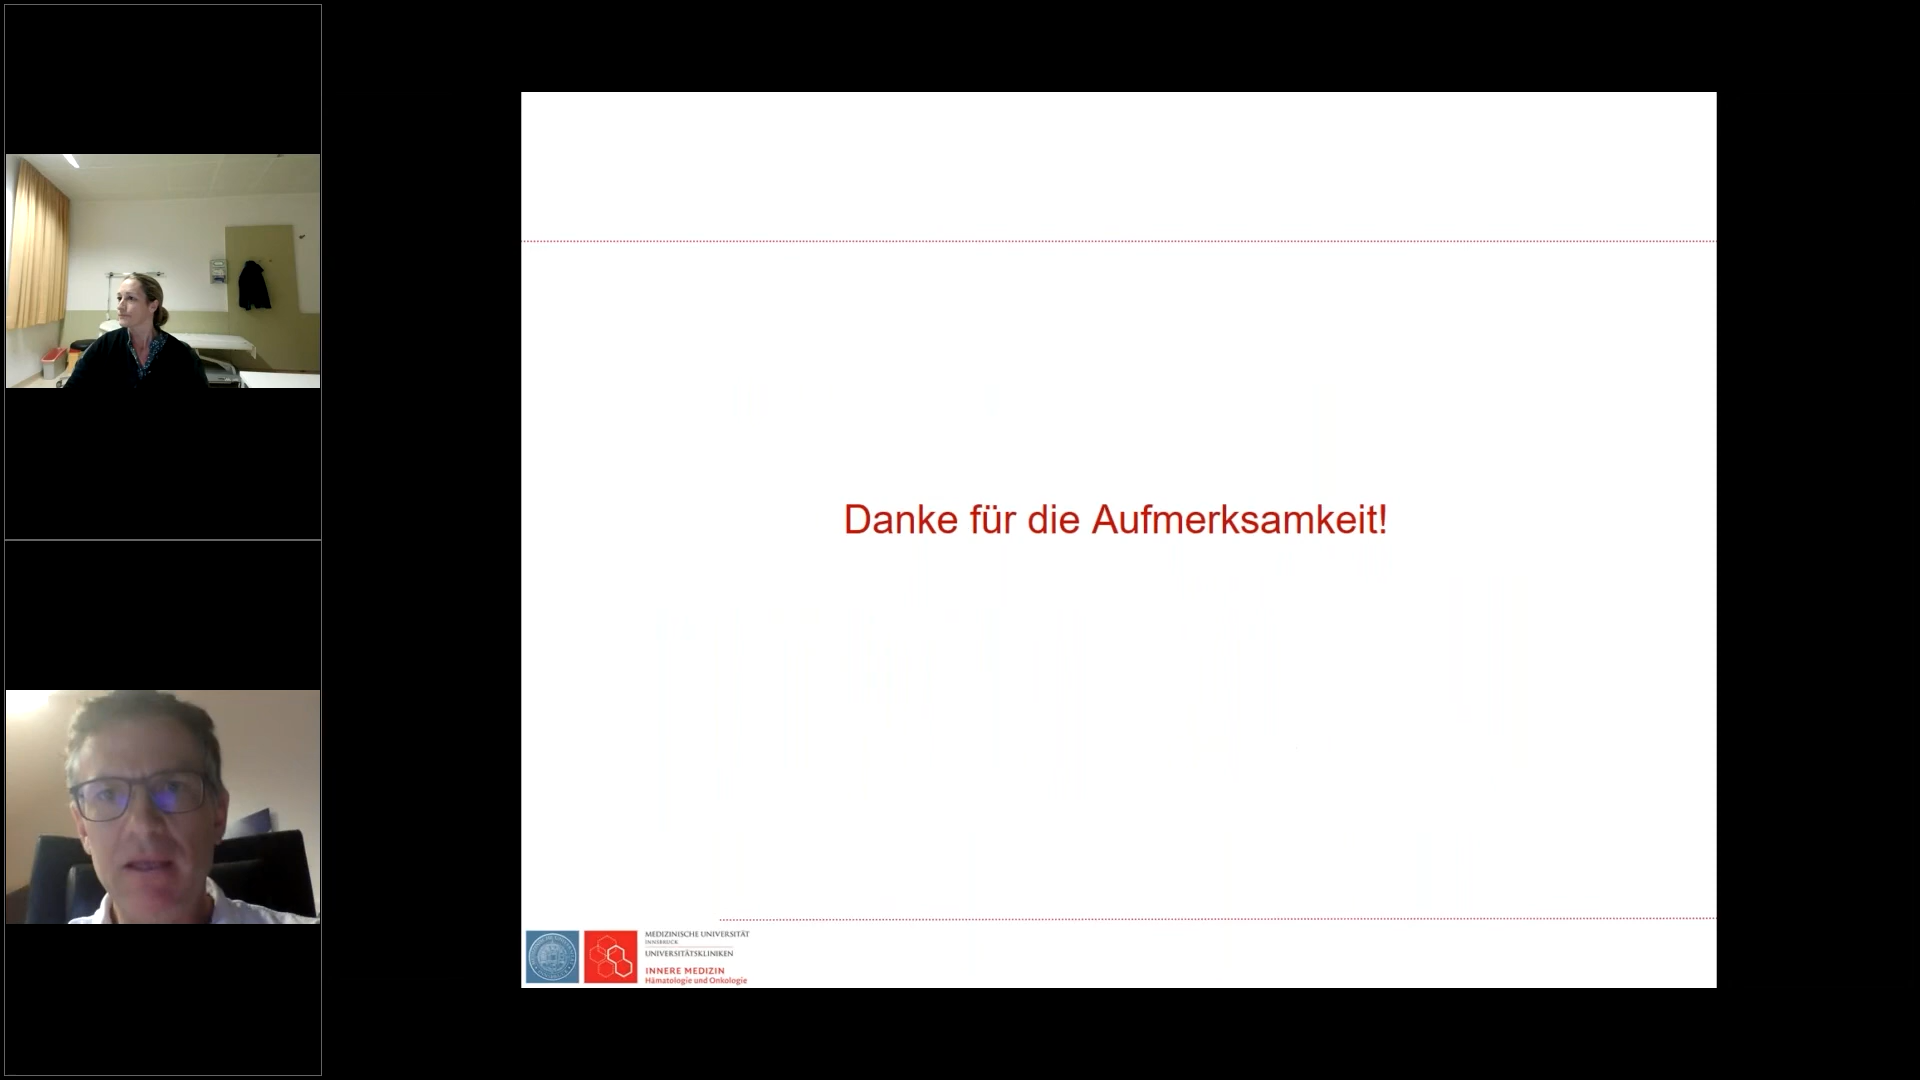 Danke für die Aufmerksamkeit!
MEDIZINISCHE UNIVERSITÄT
INNSBRUCK
UNIVERSITÄTSKLINIKEN
INNERE MEDIZIN
Hämatologie und Onkologie